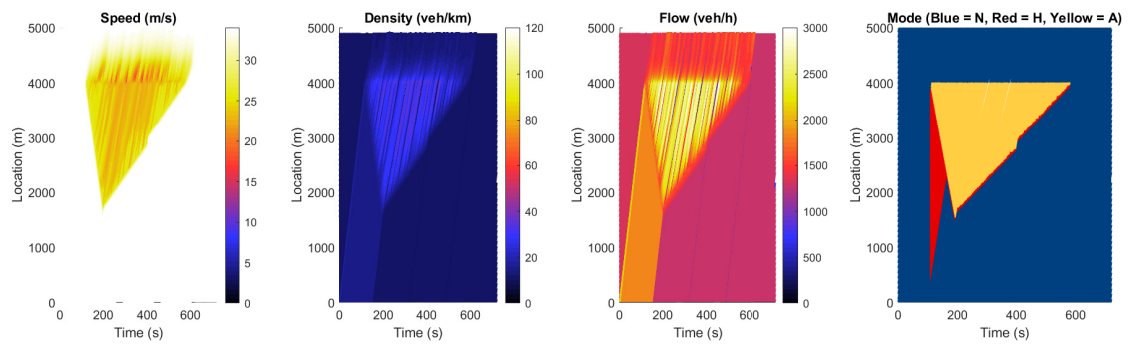 Speed (m/s)
5000
4000
3000
2000
1000
0
0 200 400 600
Location (m)
Time (s)
30
25
20
15
10
5
0
Density (veh/km)
5000
4000
3000
2000
1000
0
0 200 400 600
Location (m)
Time (s)
120
100
80
60
40
20
0
Flow (veh/h)
5000
4000
3000
2000
1000
0
0 200 400 600
Location (m)
Time (s)
3000
2500
2000
1500
1000
500
0
Mode (Blue = N, Red = H, Yellow = A)
5000
4000
3000
2000
1000
0
0 200 400 600
Location (m)
Time (s)